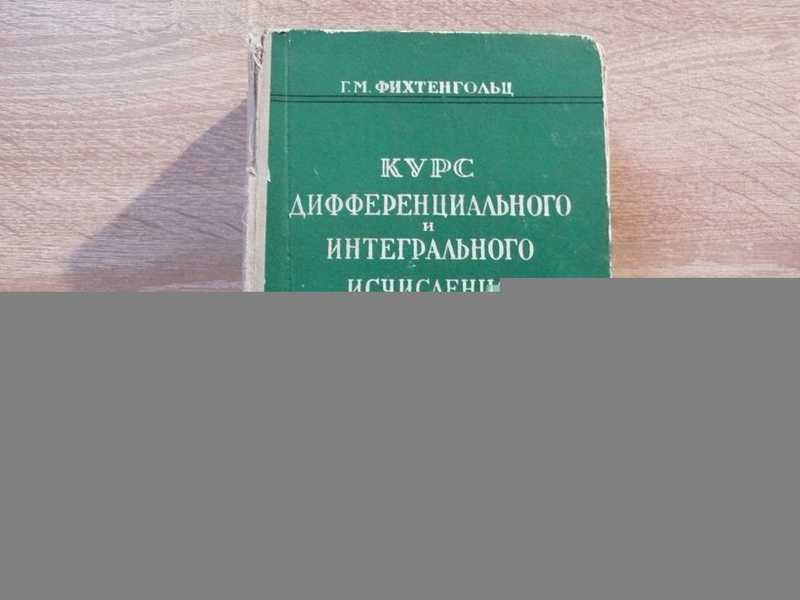 Г.М. ФИХТЕНГОЛЬЦ
КУРС
ДИФФЕРЕНЦИАЛЬНОГО
И
ИНТЕГРАЛЬНОГО